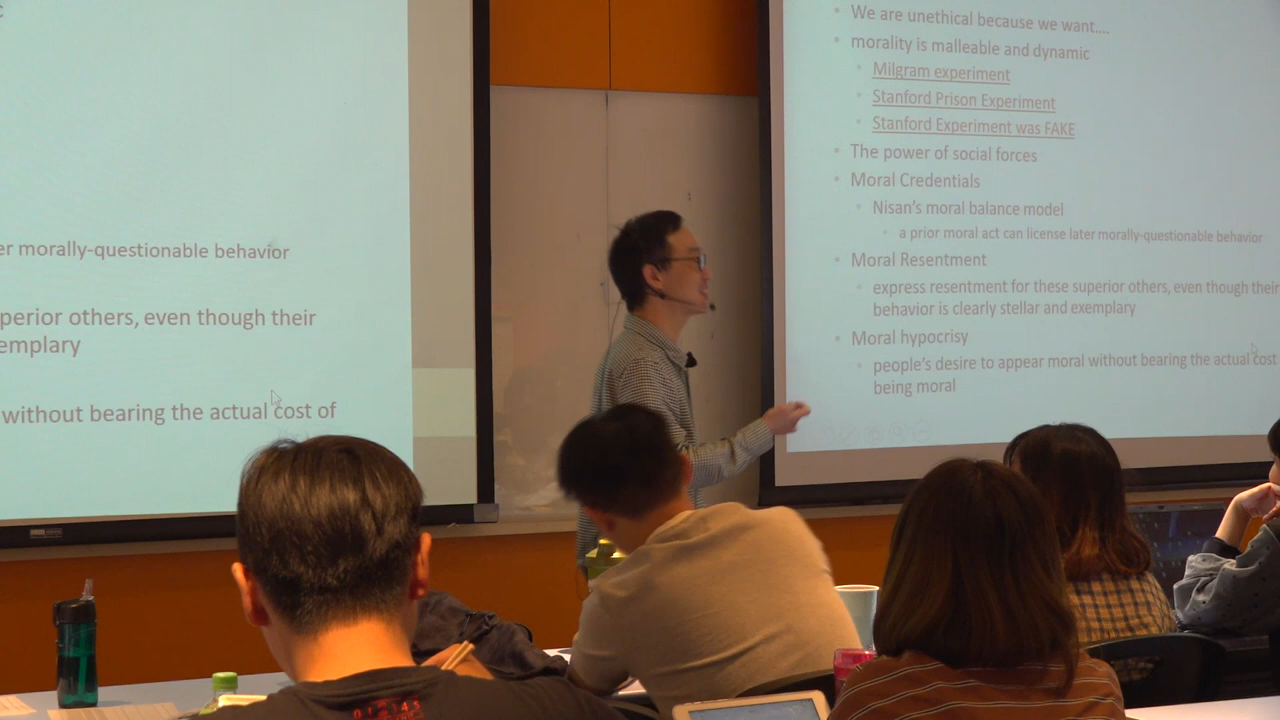 er morally-questionable behavior
perior others, even though their
emplary
without bearing the actual cost of
We are unethical because we want....
morality is malleable and dynamic
Milgram experiment
Stanford Prison Experiment
Stanford Experiment was FAKE
The power of social forces
Moral Credentials
Nisan's moral balance model
a prior moral act can license later morally-questionable behavior
Moral Resentment
express resentment for these superior others, even though their
behavior is clearly stellar and exemplary
Moral hypocrisy
people's desire to appear moral without bearing the actual cost
being moral